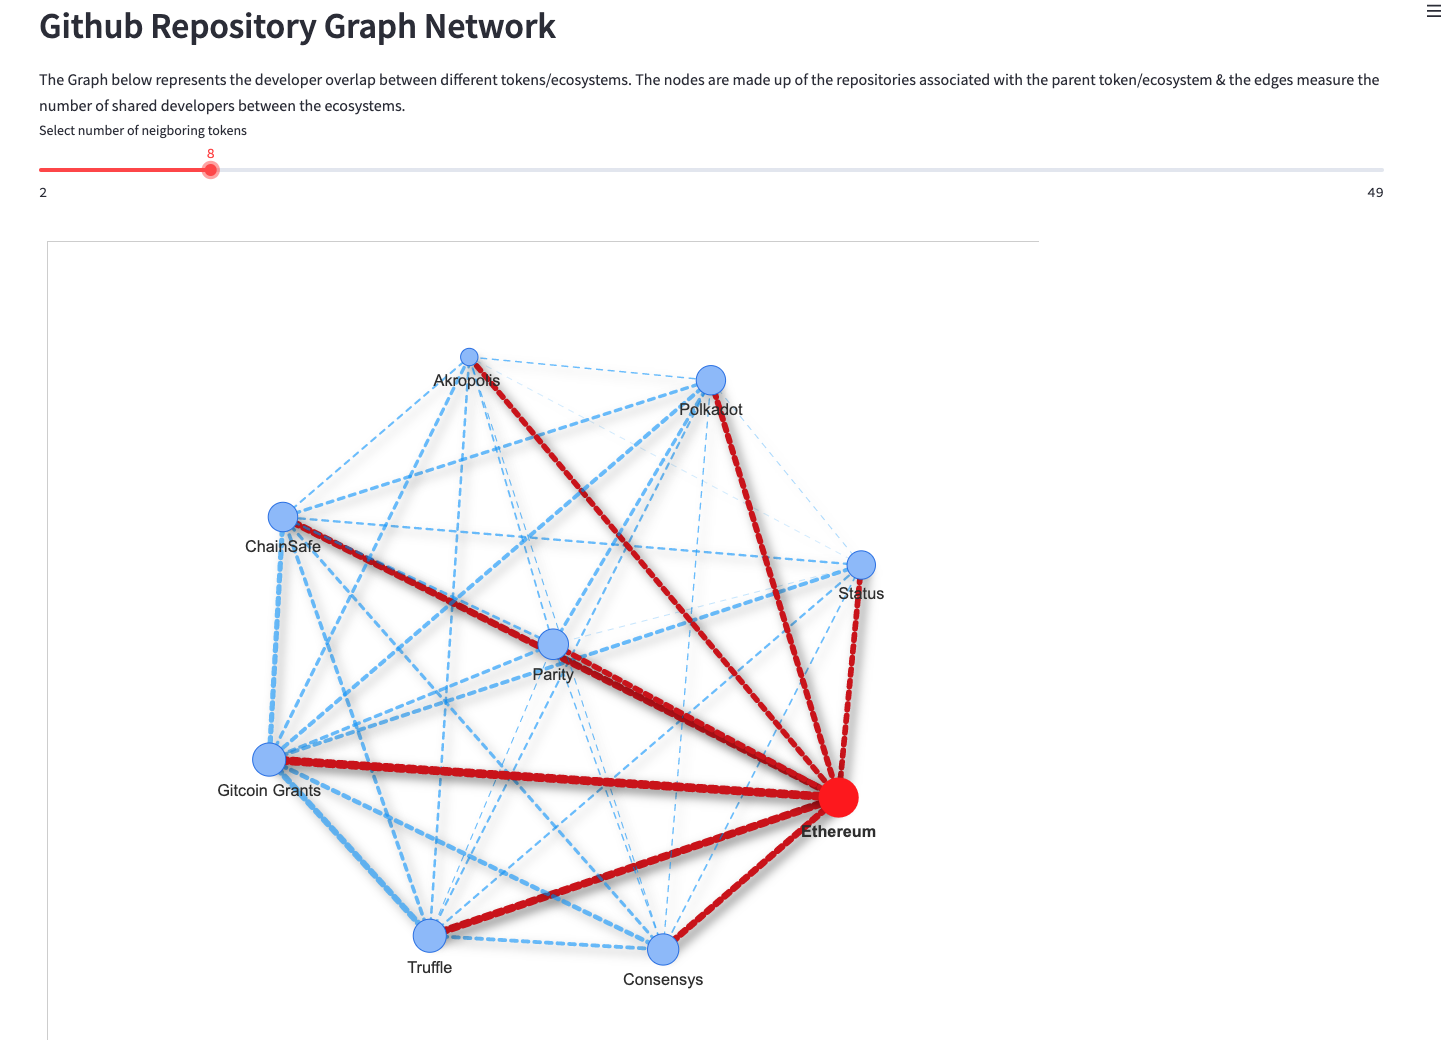 Github Repository Graph Network
The Graph below represents the developer overlap between different tokens/ecosystems. The nodes are made up of the repositories associated with the parent token/ecosystem & the edges measure the
number of shared developers between the ecosystems.
Select number of neigboring tokens
8
2
49
Akropolis
Polkadot
ChainSafe
Status
Parity
Gitcoin Grants
Ethereum
Truffle
Consensys